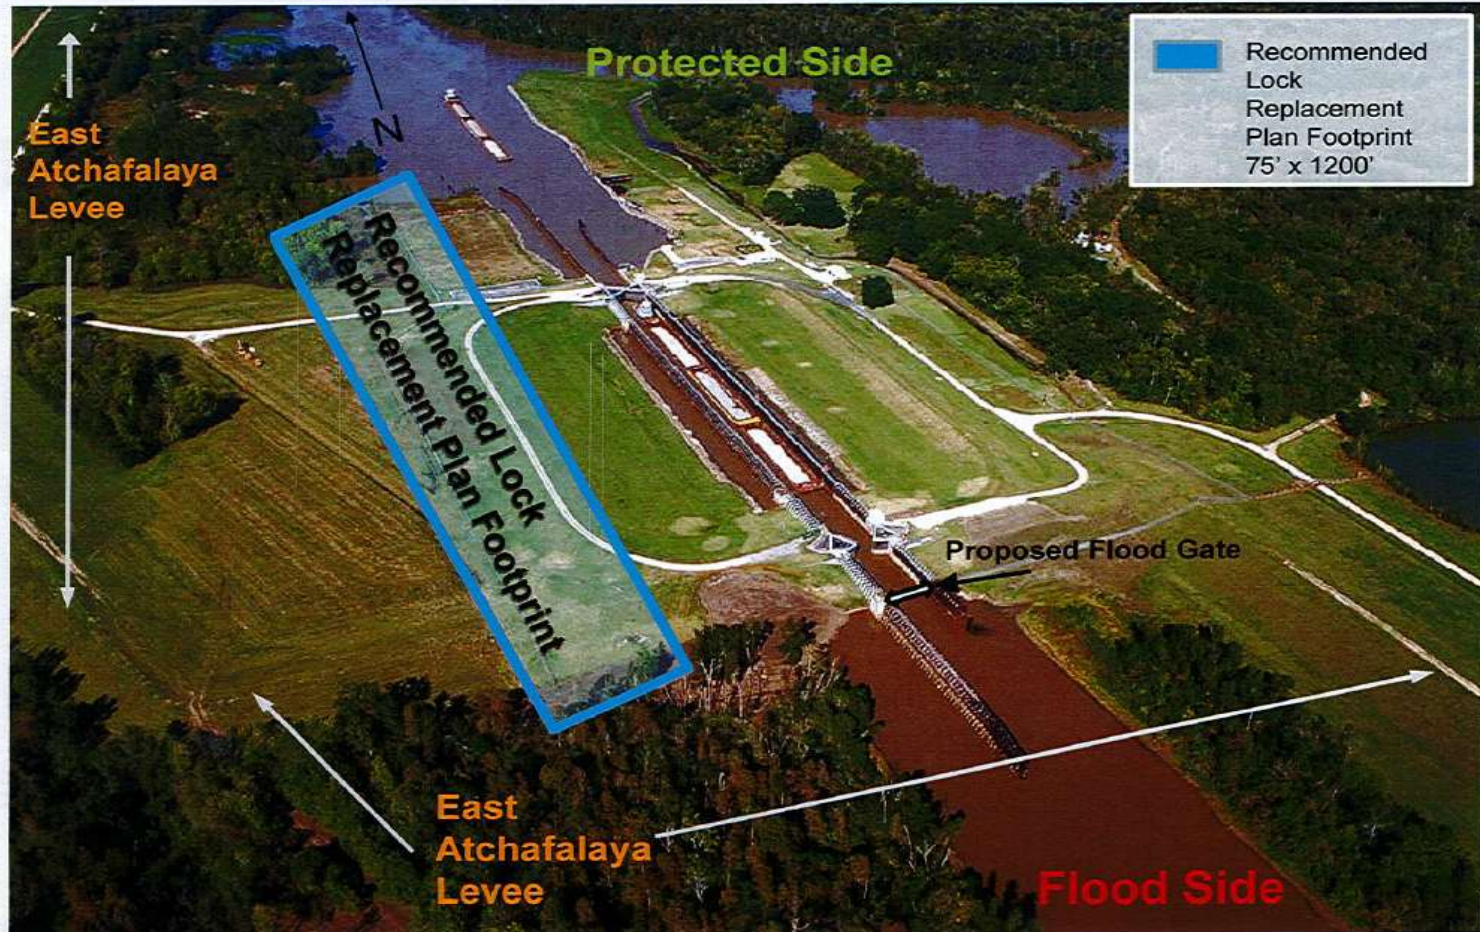 Protected Side
Recommended
Lock
Replacement
Plan Footprint
75' x 1200'
N
East
Atchafalaya
Levee
Recommended Lock
Replacement Plan Footprint
Proposed Flood Gate
East
Atchafalaya
Levee
Flood Side